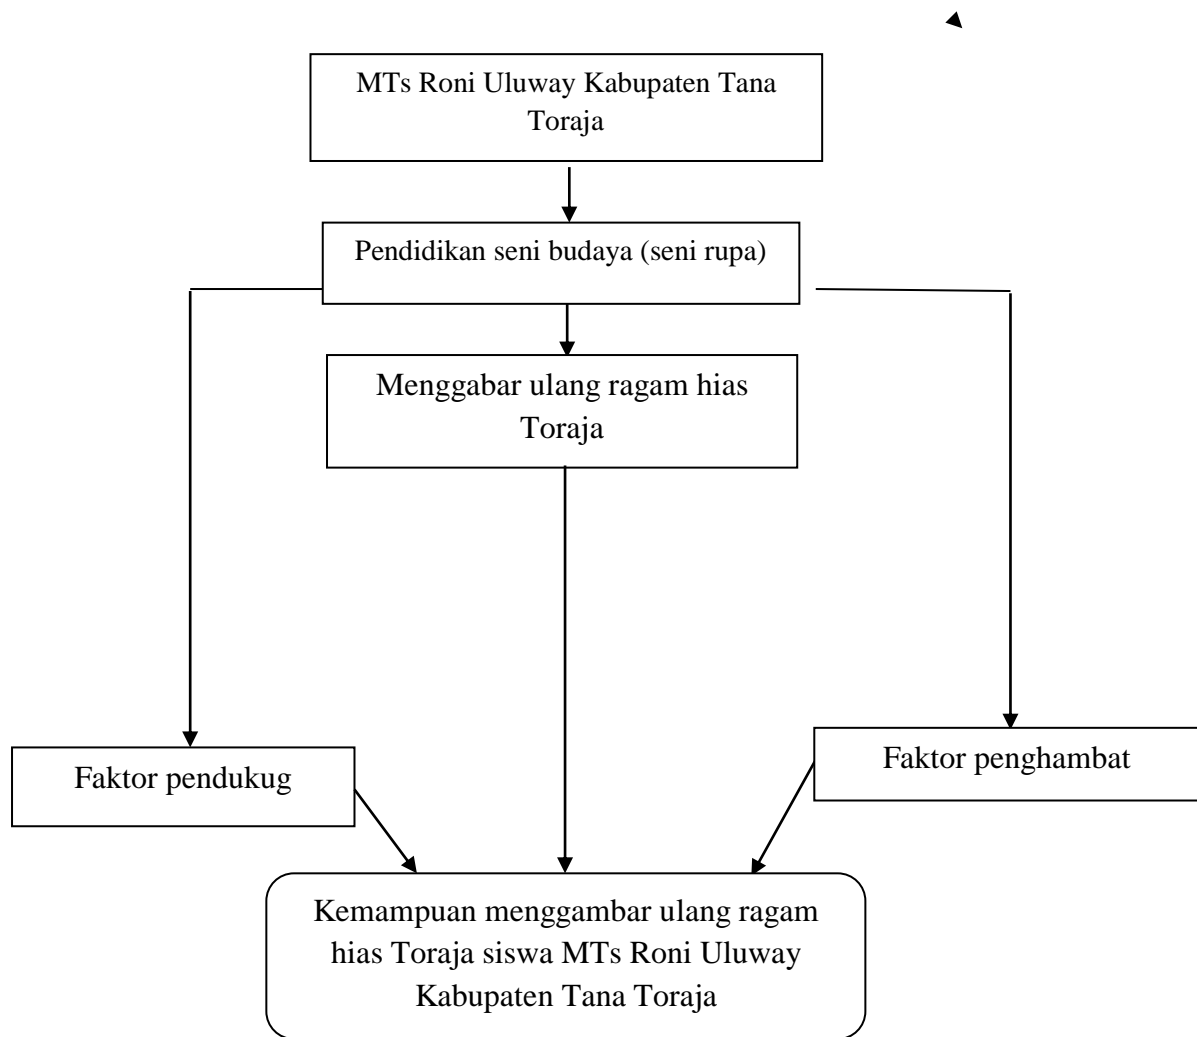 MTs Roni Uluway Kabupaten Tana
Toraja
Pendidikan seni budaya (seni rupa)
Menggabar ulang ragam hias
Toraja
Faktor pendukug
Faktor penghambat
Kemampuan menggambar ulang ragam
hias Toraja siswa MTs Roni Uluway
Kabupaten Tana Toraja